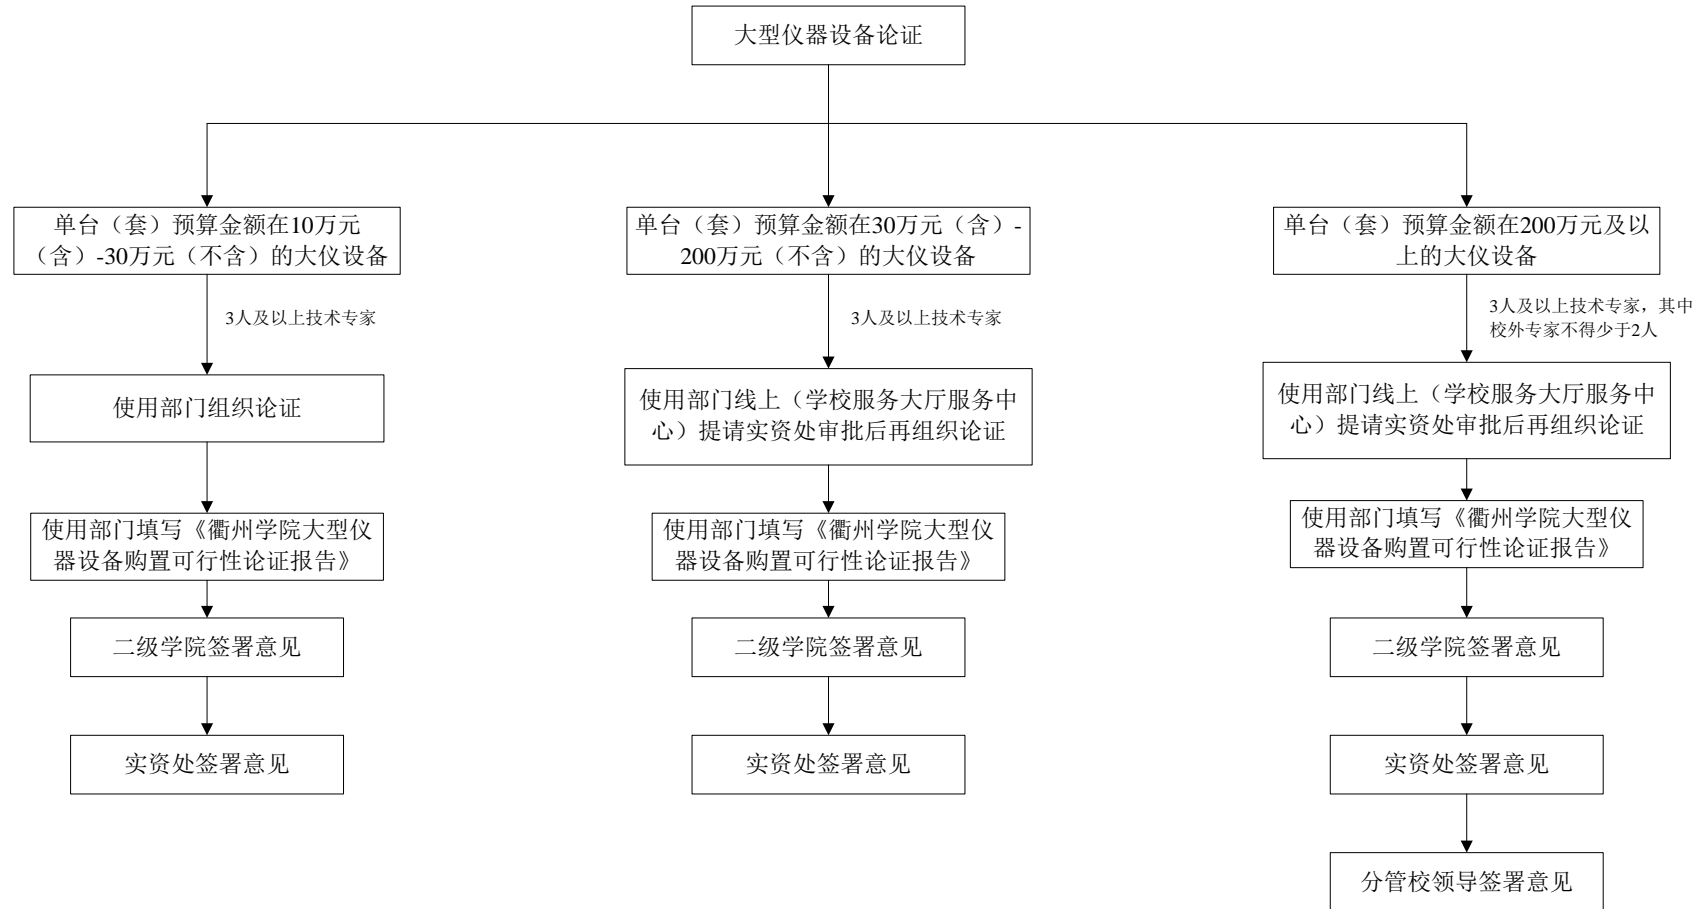 大型仪器设备论证
单台（套）预算金额在10万元
（含）-30万元（不含）的大仪设备
单台（套）预算金额在30万元（含）-
200万元（不含）的大仪设备
单台（套）预算金额在200万元及以
上的大仪设备
3人及以上技术专家
3人及以上技术专家
3人及以上技术专家，其中
校外专家不得少于2人
使用部门组织论证
使用部门线上（学校服务大厅服务中
心）提请实资处审批后再组织论证
使用部门线上（学校服务大厅服务中
心）提请实资处审批后再组织论证
使用部门填写《衢州学院大型仪
器设备购置可行性论证报告》
使用部门填写《衢州学院大型仪
器设备购置可行性论证报告》
使用部门填写《衢州学院大型仪
器设备购置可行性论证报告》
二级学院签署意见
二级学院签署意见
二级学院签署意见
实资处签署意见
实资处签署意见
实资处签署意见
分管校领导签署意见